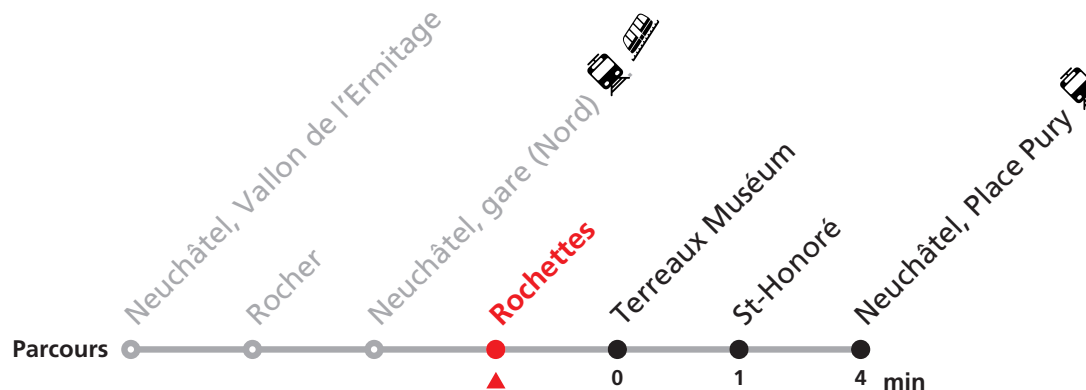 Neuchâtel, Vallon de l'Ermitage
Rocher
Neuchâtel, gare (Nord)
Rochettes
Terreaux Muséum
St-Honoré
Neuchâtel, Place Pury
Parcours
0 1 4 min